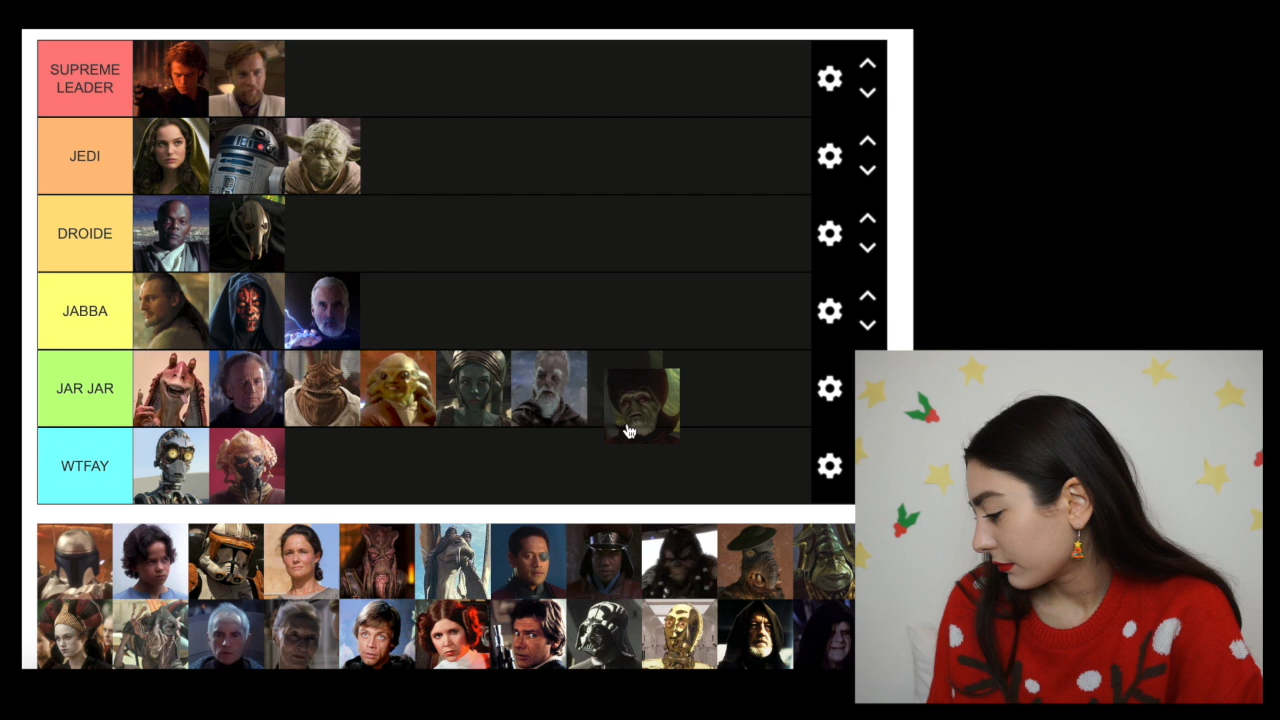 SUPREME
LEADER
JEDI
DROIDE
JABBA
JAR JAR
WTFAY